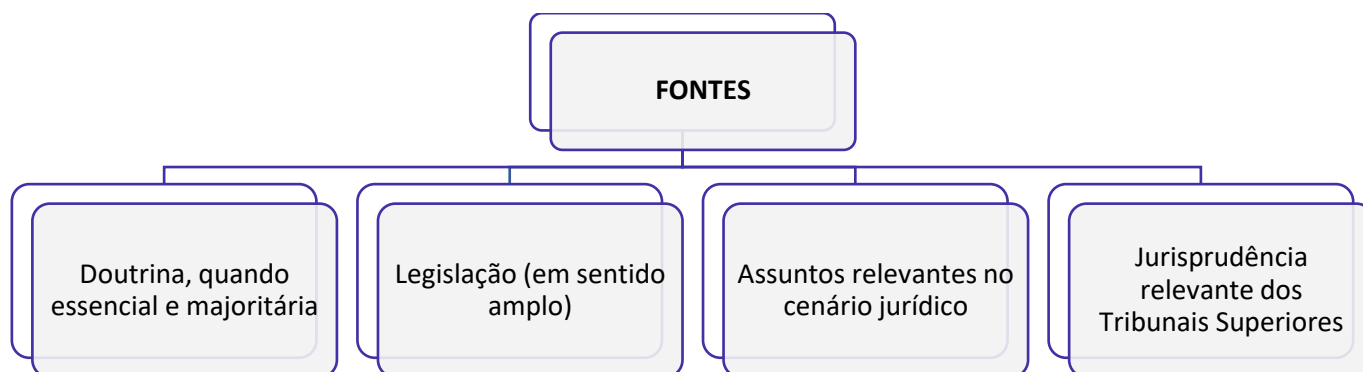 FONTES
Doutrina, quando
essencial e majoritária
Legislação (em sentido
amplo)
Assuntos relevantes no
cenário jurídico
Jurisprudência
relevante dos
Tribunais Superiores